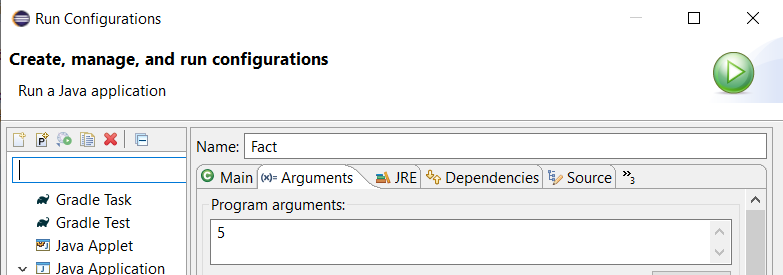 Run Configurations
Create, manage, and run configurations
Run a Java application
Name: Fact
Main (x)= Arguments JRE Dependencies Source »3
Gradle Task
Gradle Test
Java Applet
Java Application
Program arguments:
5